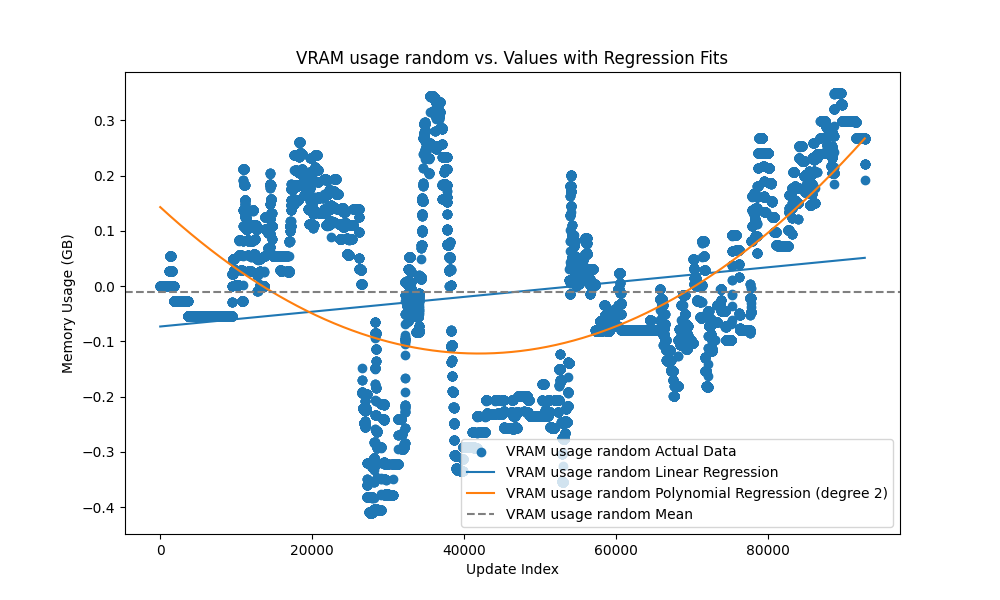 VRAM usage random vs. Values with Regression Fits
Memory Usage (GB)
0.3
0.2
0.1
0.0
−0.1
−0.2
−0.3
−0.4
VRAM usage random Actual Data
VRAM usage random Linear Regression
VRAM usage random Polynomial Regression (degree 2)
VRAM usage random Mean
0 20000 40000 60000 80000
Update Index